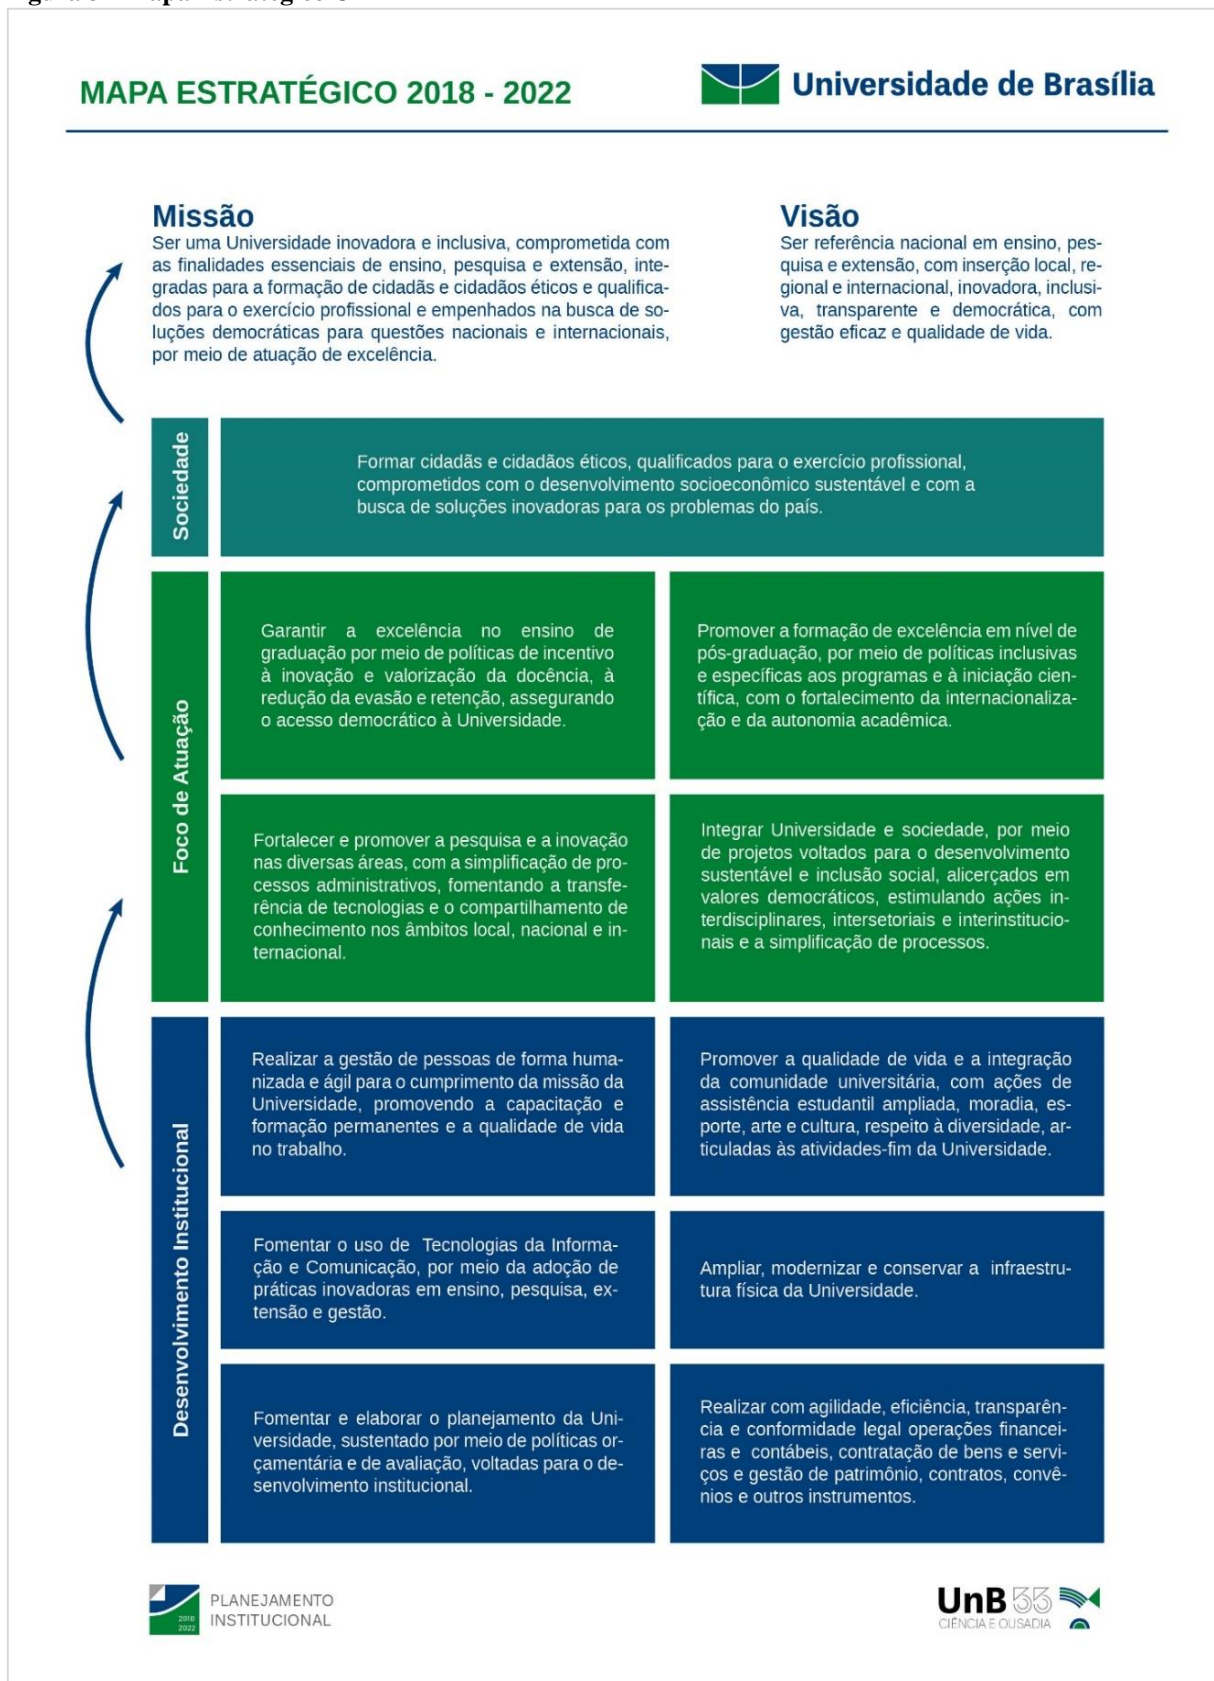 MAPA ESTRATÉGICO 2018 - 2022
Universidade de Brasília
Missão
Ser uma Universidade inovadora e inclusiva, comprometida com
as finalidades essenciais de ensino, pesquisa e extensão, inte-
gradas para a formação de cidadãs e cidadãos éticos e qualifica-
dos para o exercício profissional e empenhados na busca de so-
luções democráticas para questões nacionais e internacionais,
por meio de atuação de excelência.
Visão
Ser referência nacional em ensino, pes-
quisa e extensão, com inserção local, re-
gional e internacional, inovadora, inclusi-
va, transparente e democrática, com
gestão eficaz e qualidade de vida.
Sociedade
Formar cidadãs e cidadãos éticos, qualificados para o exercício profissional,
comprometidos com o desenvolvimento socioeconômico sustentável e com a
busca de soluções inovadoras para os problemas do país.
Foco de Atuação
Garantir a excelência no ensino de
graduação por meio de políticas de incentivo
à inovação e valorização da docência, à
redução da evasão e retenção, assegurando
o acesso democrático à Universidade.
Promover a formação de excelência em nível de
pós-graduação, por meio de políticas inclusivas
e específicas aos programas e à iniciação cien-
tífica, com o fortalecimento da internacionaliza-
ção e da autonomia acadêmica.
Fortalecer e promover a pesquisa e a inovação
nas diversas áreas, com a simplificação de pro-
cessos administrativos, fomentando a transfe-
rência de tecnologias e o compartilhamento de
conhecimento nos âmbitos local, nacional e in-
ternacional.
Integrar Universidade e sociedade, por meio
de projetos voltados para o desenvolvimento
sustentável e inclusão social, alicerçados em
valores democráticos, estimulando ações in-
terdisciplinares, intersetoriais e interinstitucio-
nais e a simplificação de processos.
Desenvolvimento Institucional
Realizar a gestão de pessoas de forma huma-
nizada e ágil para o cumprimento da missão da
Universidade, promovendo a capacitação e
formação permanentes e a qualidade de vida
no trabalho.
Promover a qualidade de vida e a integração
da comunidade universitária, com ações de
assistência estudantil ampliada, moradia, es-
porte, arte e cultura, respeito à diversidade, ar-
ticuladas às atividades-fim da Universidade.
Fomentar o uso de Tecnologias da Informa-
ção e Comunicação, por meio da adoção de
práticas inovadoras em ensino, pesquisa, ex-
tensão e gestão.
Ampliar, modernizar e conservar a infraestru-
tura física da Universidade.
Fomentar e elaborar o planejamento da Uni-
versidade, sustentado por meio de políticas or-
çamentária e de avaliação, voltadas para o de-
senvolvimento institucional.
Realizar com agilidade, eficiência, transparên-
cia e conformidade legal operações financei-
ras e contábeis, contratação de bens e servi-
ços e gestão de patrimônio, contratos, convê-
nios e outros instrumentos.
2018
2022
PLANEJAMENTO
INSTITUCIONAL
UnB 55
CIÊNCIA E OUSADIA